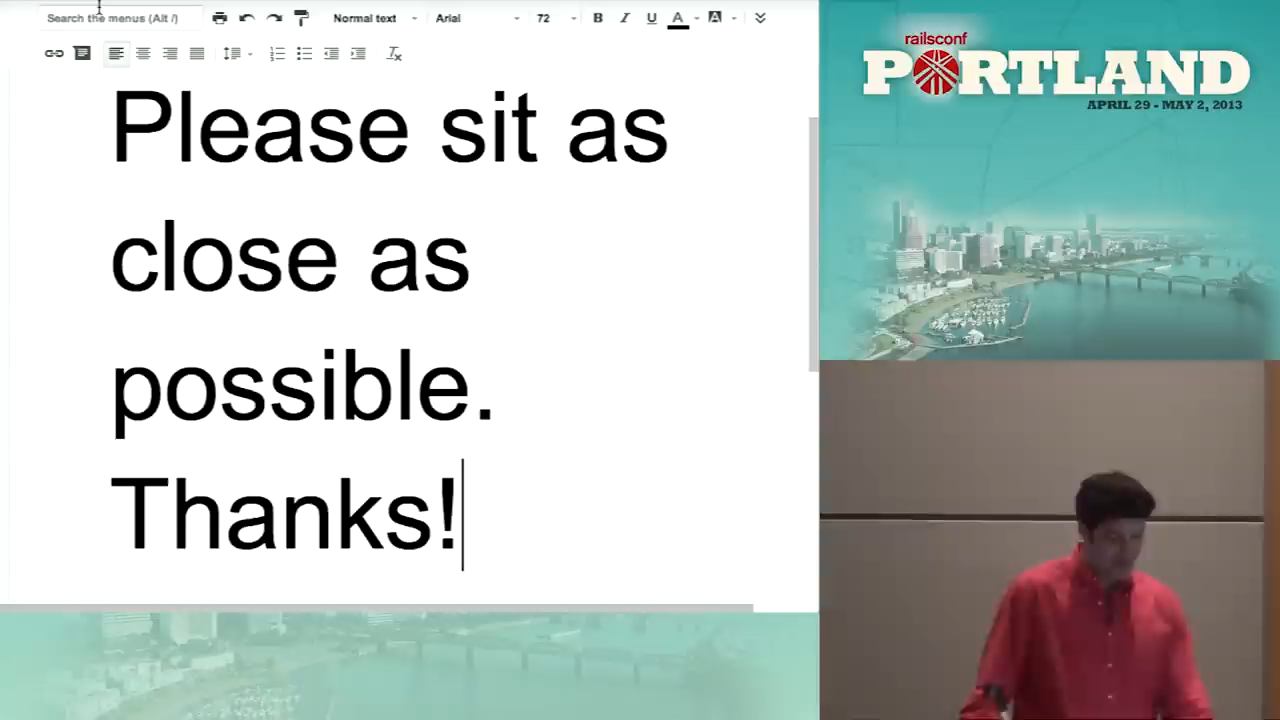 Search the menus (Alt /)
Normal text
Arial
72
B I U A A
Please sit as
close as
possible.
Thanks!
railsconf
PORTLAND
APRIL 29 - MAY 2, 2013